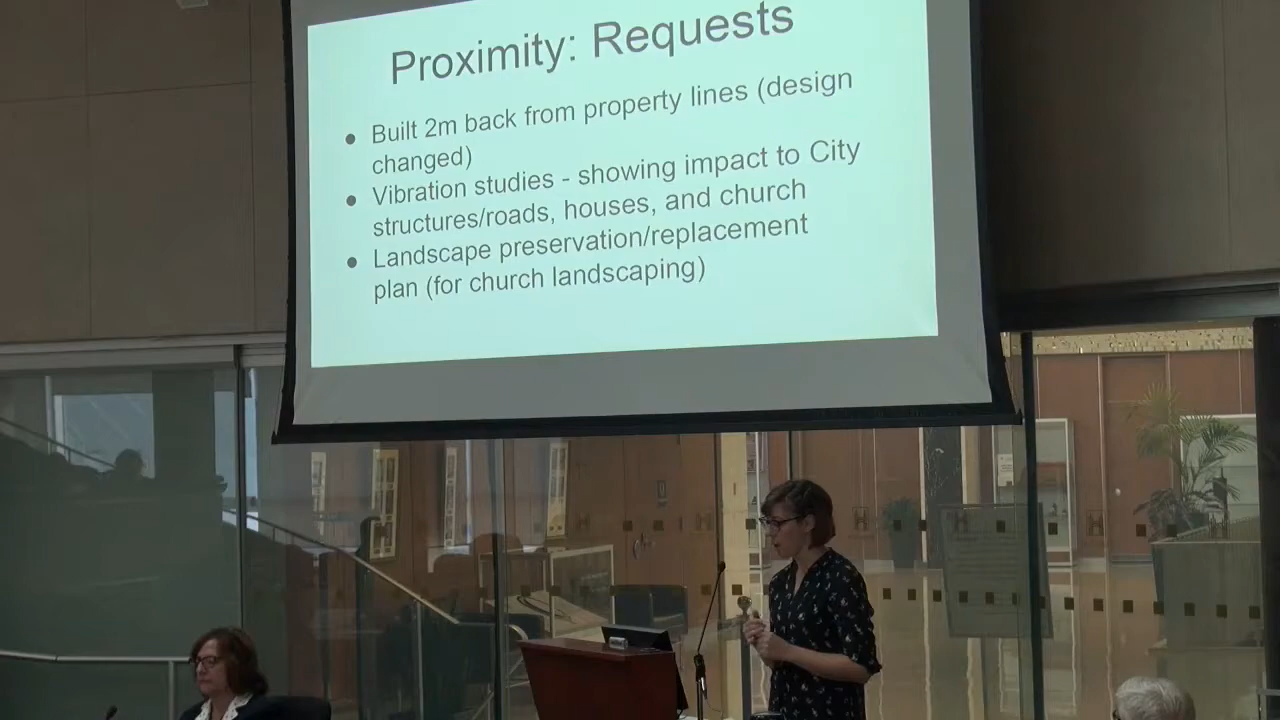 Proximity: Requests
● Built 2m back from property lines (design
changed)
● Vibration studies - showing impact to City
structures/roads, houses, and church
● Landscape preservation/replacement
plan (for church landscaping)